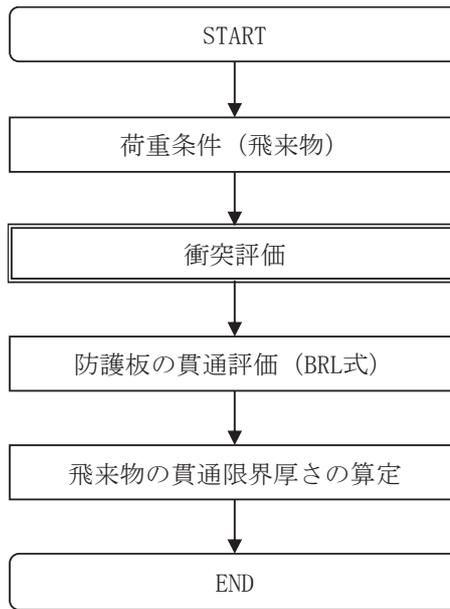 START
荷重条件（飛来物）
衝突評価
防護板の貫通評価（BRL式）
飛来物の貫通限界厚さの算定
END